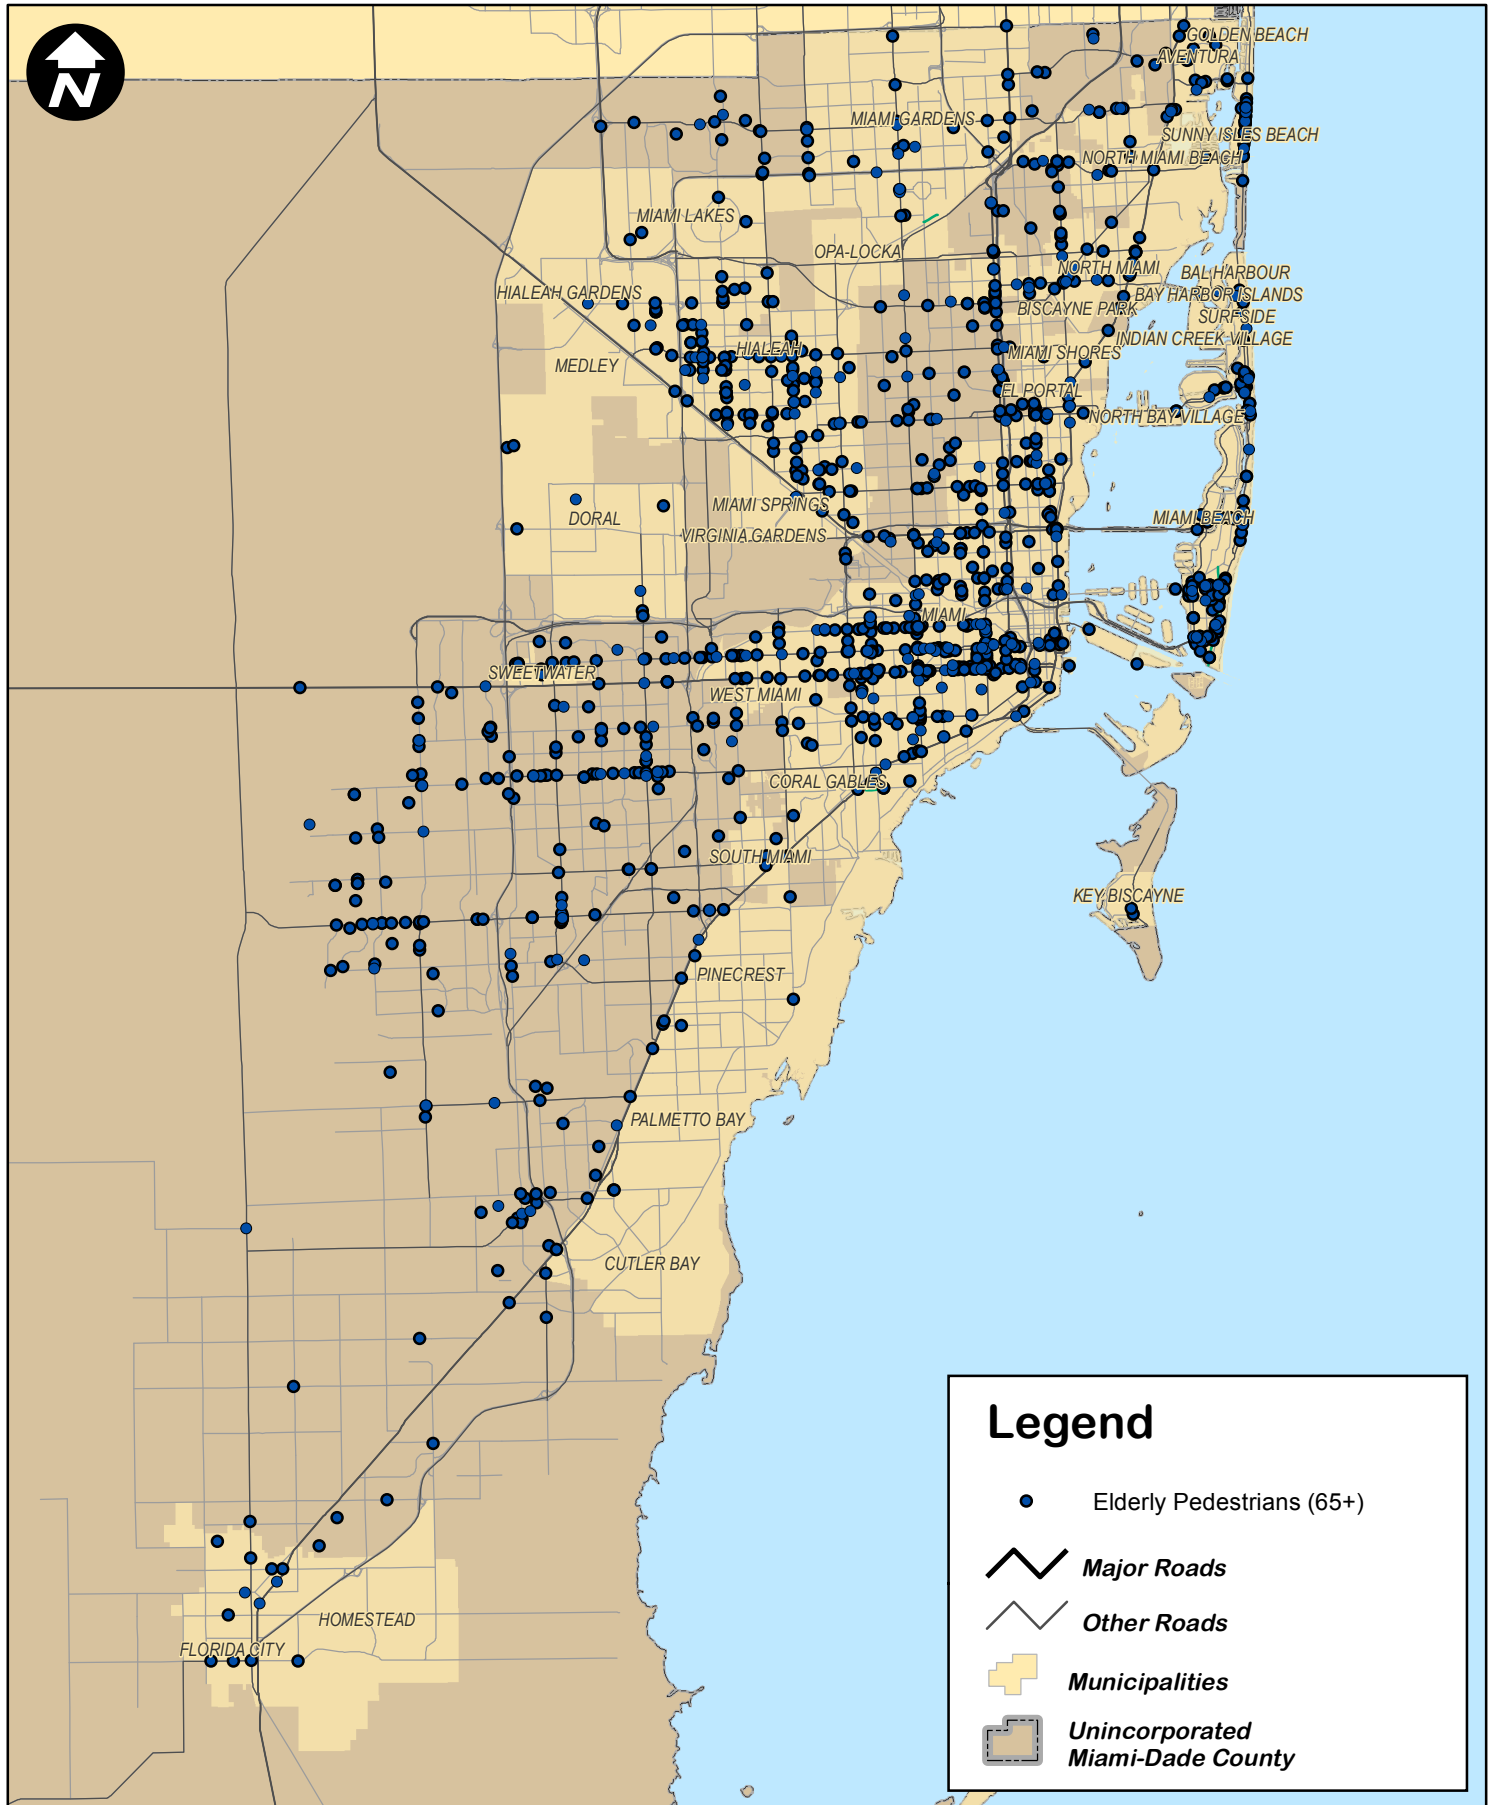 N
GOLDEN BEACH
AVENTURA
MIAMI GARDENS
SUNNY ISLES BEACH
NORTH MIAMI BEACH
MIAMI LAKES
OPA-LOCKA
NORTH MIAMI
BAL HARBOUR
HIALEAH GARDENS
BAY HARBOR ISLANDS
BISCAYNE PARK
SURFSIDE
INDIAN CREEK VILLAGE
HIALEAH
MIAMI SHORES
MEDLEY
EL PORTAL
NORTH BAY VILLAGE
MIAMI SPRINGS
DORAL
MIAMI BEACH
VIRGINIA GARDENS
MIAMI
SWEETWATER
WEST MIAMI
CORAL GABLES
SOUTH MIAMI
KEY BISCAYNE
PINECREST
PALMETTO BAY
CUTLER BAY
HOMESTEAD
FLORIDA CITY
Legend
Elderly Pedestrians (65+)
Major Roads
Other Roads
Municipalities
Unincorporated
Miami-Dade County